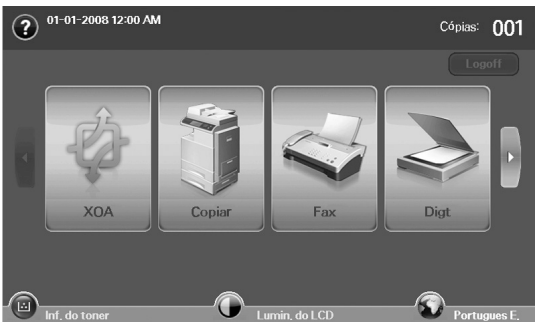 01-01-2008 12:00 AM
Cópias: 001
Logoff
XOA
Copiar
Fax
Digt
Inf. do toner
Lumin. do LCD
Portugues E.